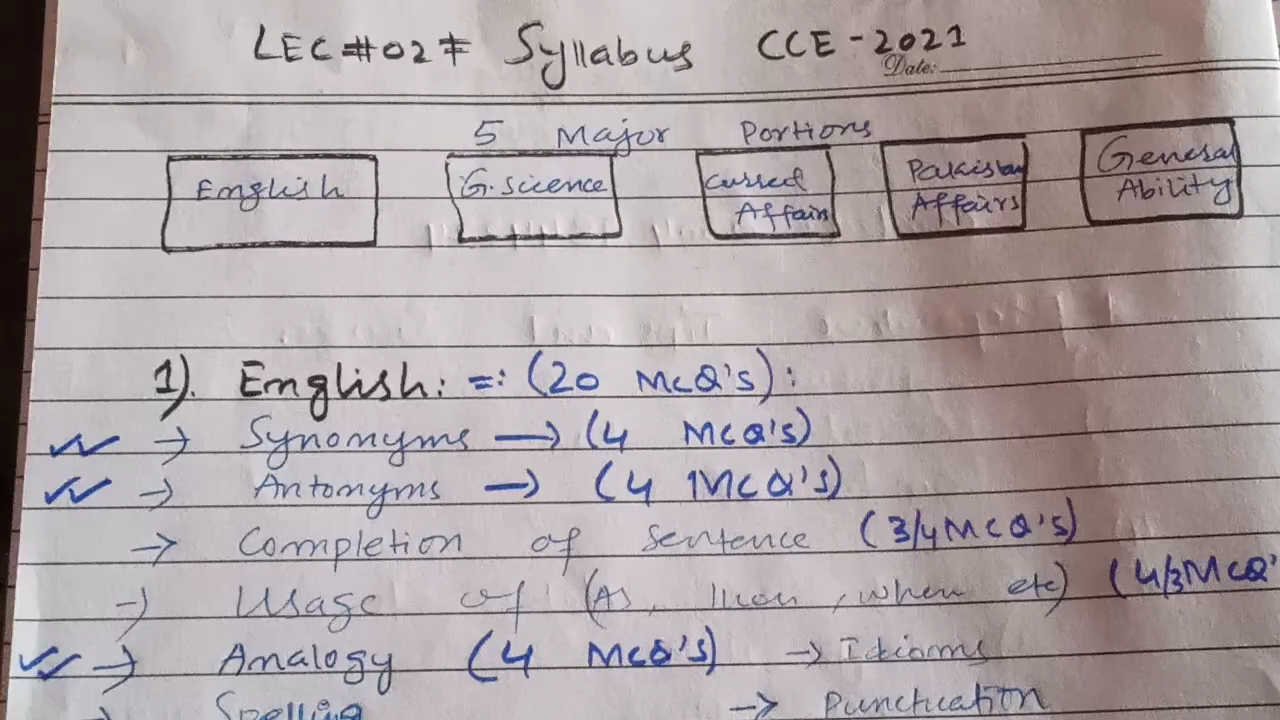 LEC#02# Syllabus CCE-2021
Date:
5 Major Portions
English
G.science
Current Affairs
Pakistan Affairs
General Ability
1). English: =: (20 McQ's):
→ Synonyms → (4 McQ's)
→ Antonyms → (4 McQ's)
→ Completion of sentence (3/4 McQ's)
→ Usage of (As, , when etc) (4/3 McQ'
→ Analogy (4 McQ's) → Idioms
→ Spelling → Punctuation